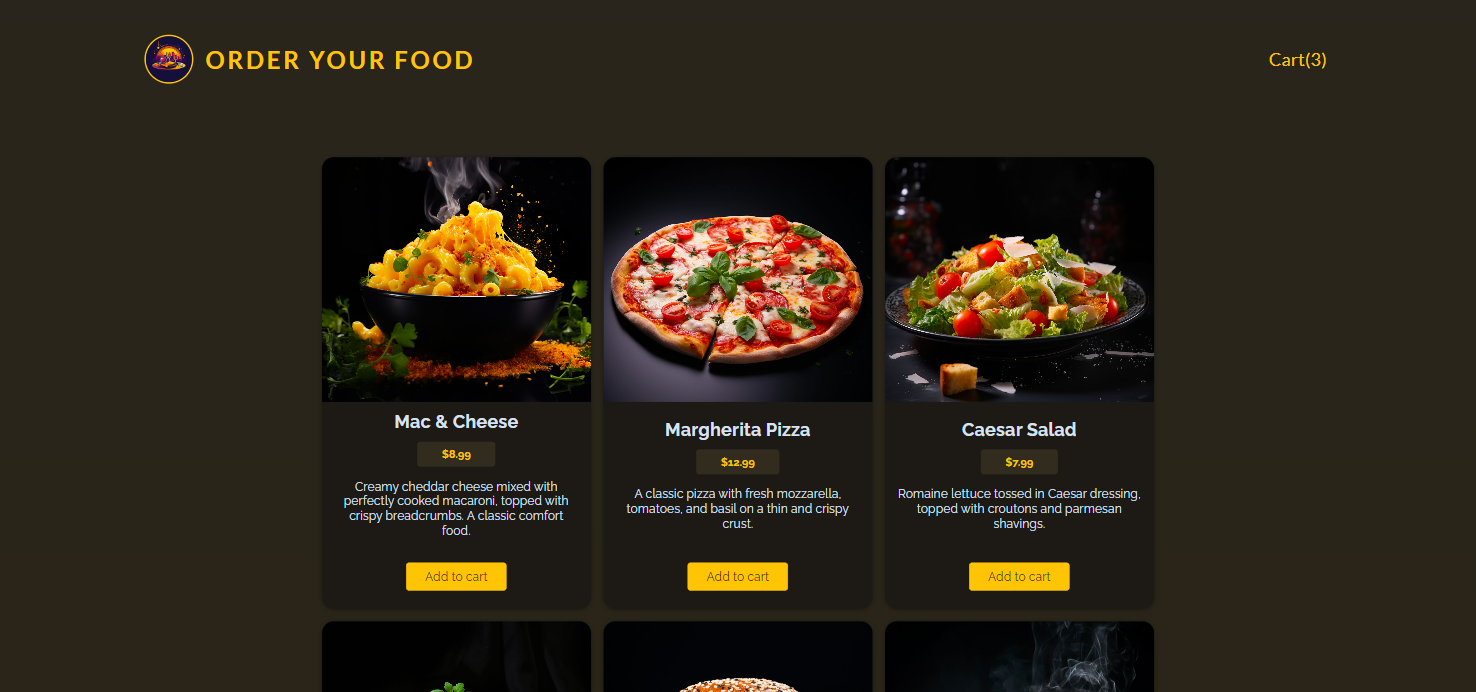 ORDER YOUR FOOD
Cart(3)
Mac & Cheese
$8.99
Creamy cheddar cheese mixed with
perfectly cooked macaroni, topped with
crispy breadcrumbs. A classic comfort
food.
Add to cart
Margherita Pizza
$12.99
A classic pizza with fresh mozzarella,
tomatoes, and basil on a thin and crispy
crust.
Add to cart
Caesar Salad
$7.99
Romaine lettuce tossed in Caesar dressing,
topped with croutons and parmesan
shavings.
Add to cart